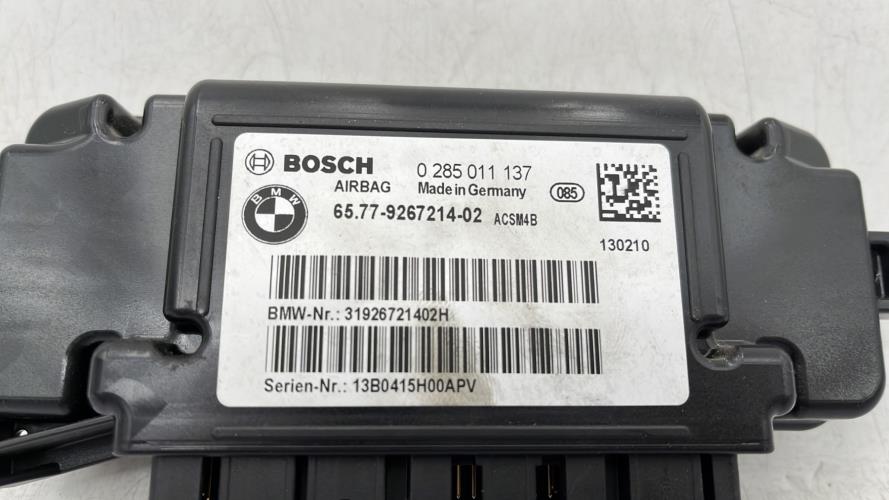 BOSCH 0 285 011 137
AIRBAG Made in Germany 085
BMW 65.77-9267214-02 ACSM4B
130210
BMW-Nr.: 31926721402H
Serien-Nr.: 13B0415H00APV